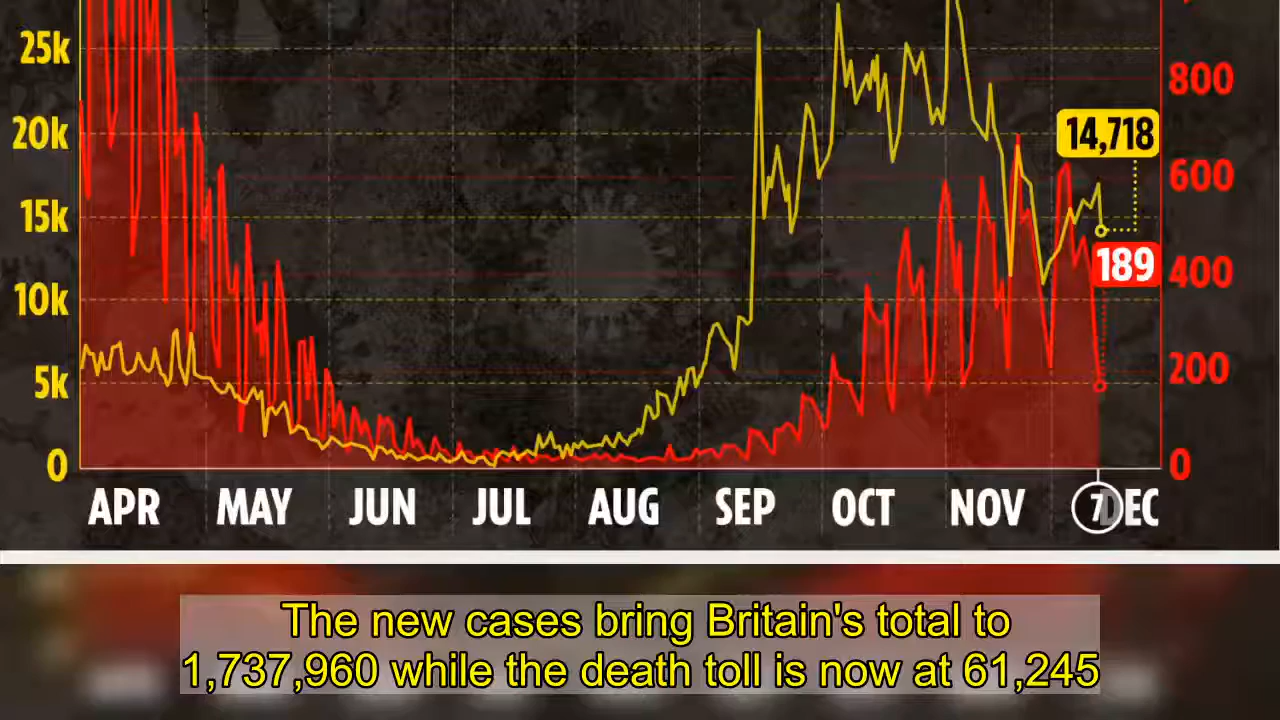 25k
20k
15k
10k
5k
0
800
600
400
200
0
14,718
189
APR MAY JUN JUL AUG SEP OCT NOV DEC
7
The new cases bring Britain's total to
1,737,960 while the death toll is now at 61,245